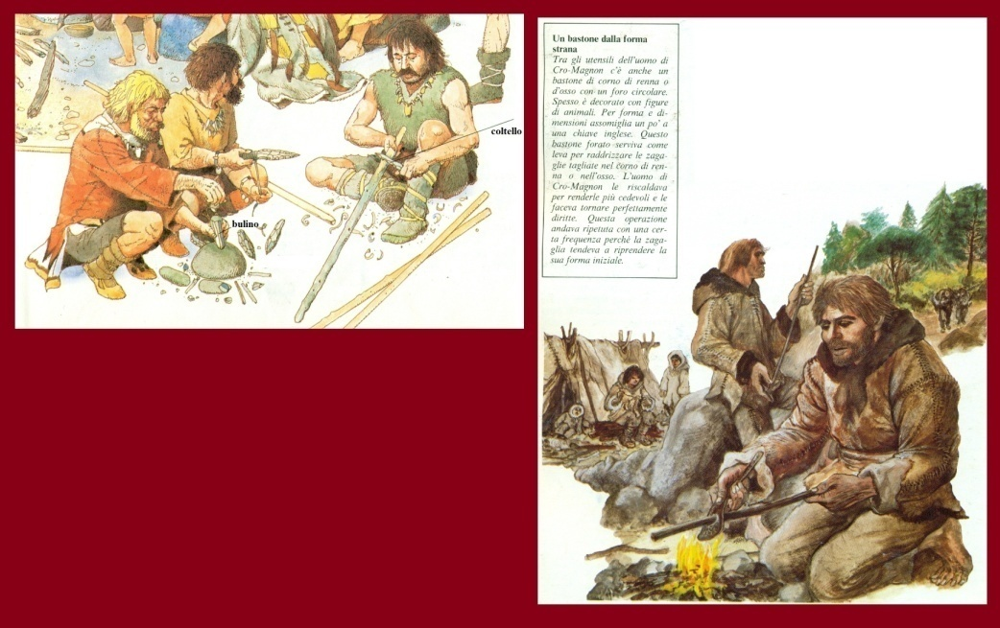 coltello
bulino
Un bastone dalla forma
strana
Tra gli utensili dell'uomo di
Cro-Magnon c'è anche un
bastone di corno di renna o
d'osso con un foro circolare.
Spesso è decorato con figure
di animali. Per forma e di-
mensioni assomiglia un po' a
una chiave inglese. Questo
bastone forato serviva come
leva per raddrizzare le zaga-
glie tagliate nel corno di ren-
na o nell'osso. L'uomo di
Cro-Magnon le riscaldava
per renderle più cedevoli e le
faceva tornare perfettamente
diritte. Questa operazione
andava ripetuta con una cer-
ta frequenza perchè la zaga-
glia tendeva a riprendere la
sua forma iniziale.